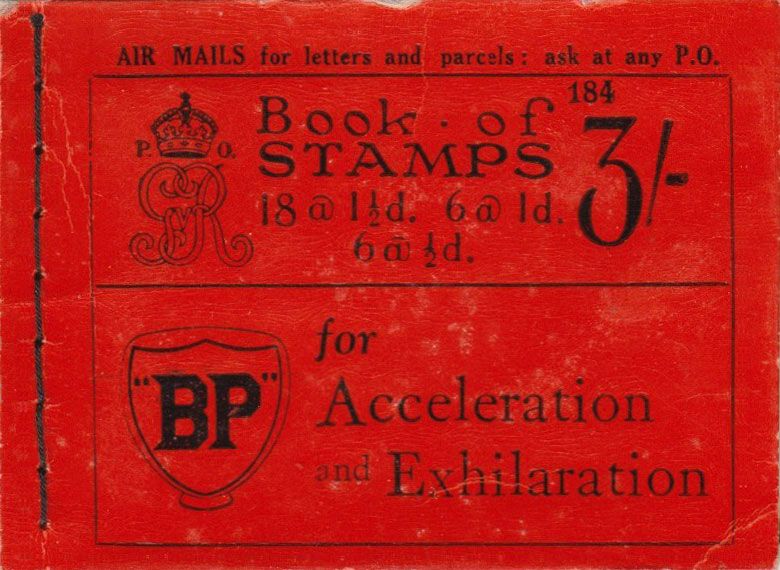 AIR MAILS for letters and parcels: ask at any P.O.
P. O.
GR
Book · of
STAMPS
184
3/-
18 @ 1½d. 6 @ 1d.
6 @ ½d.
"BP"
for
Acceleration
and Exhilaration